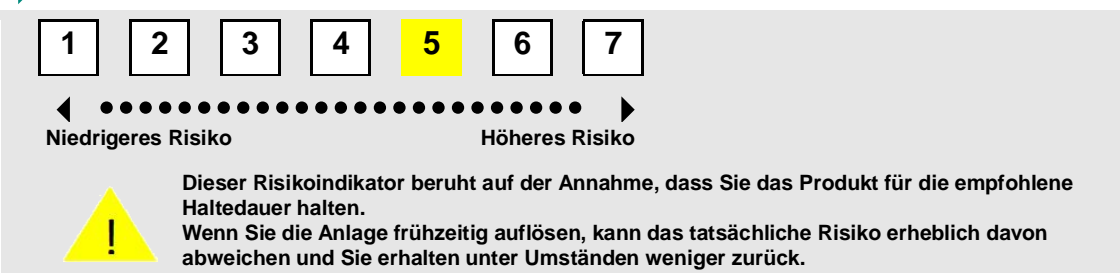 1 2 3 4 5 6 7
Niedrigeres Risiko Höheres Risiko
Dieser Risikoindikator beruht auf der Annahme, dass Sie das Produkt für die empfohlene
Haltedauer halten.
Wenn Sie die Anlage frühzeitig auflösen, kann das tatsächliche Risiko erheblich davon
abweichen und Sie erhalten unter Umständen weniger zurück.
!